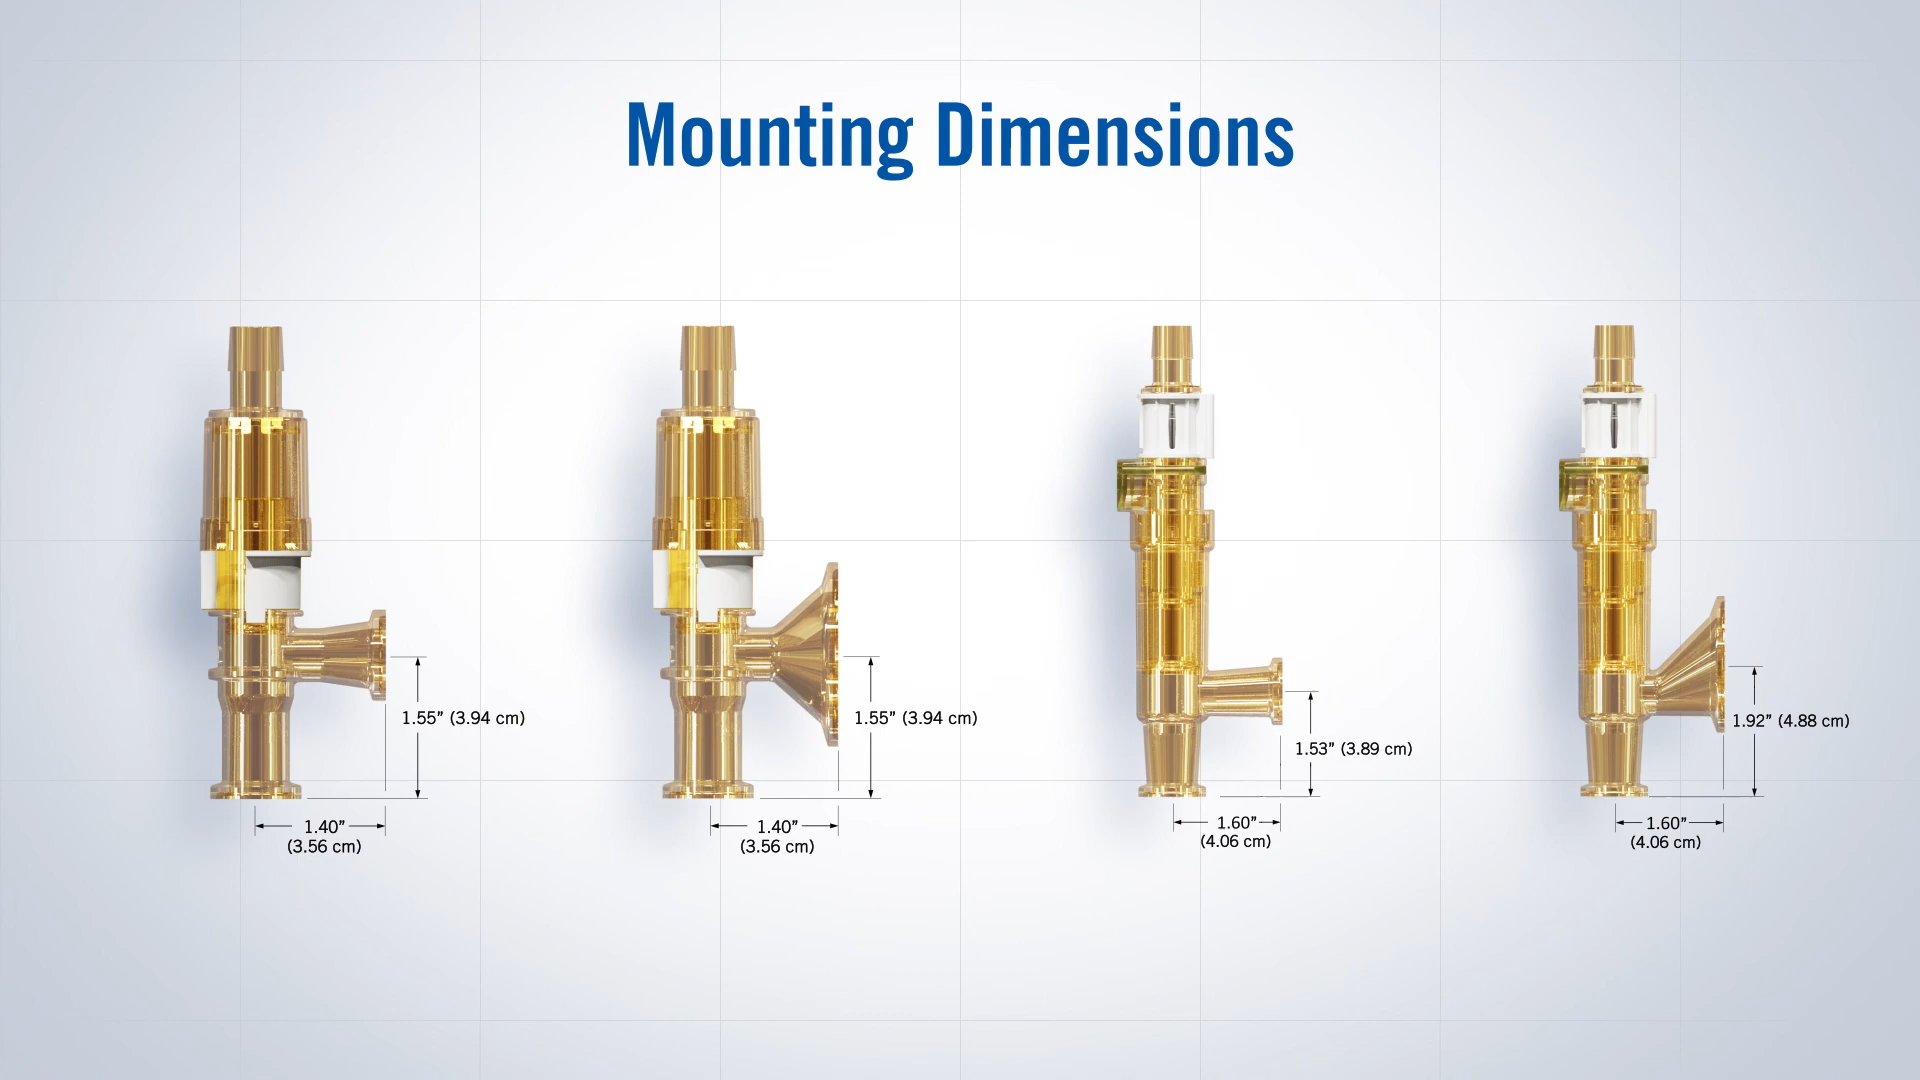 Mounting Dimensions
1.55” (3.94 cm)
1.40”
(3.56 cm)
1.55” (3.94 cm)
1.40”
(3.56 cm)
1.53” (3.89 cm)
1.60”
(4.06 cm)
1.92” (4.88 cm)
1.60”
(4.06 cm)